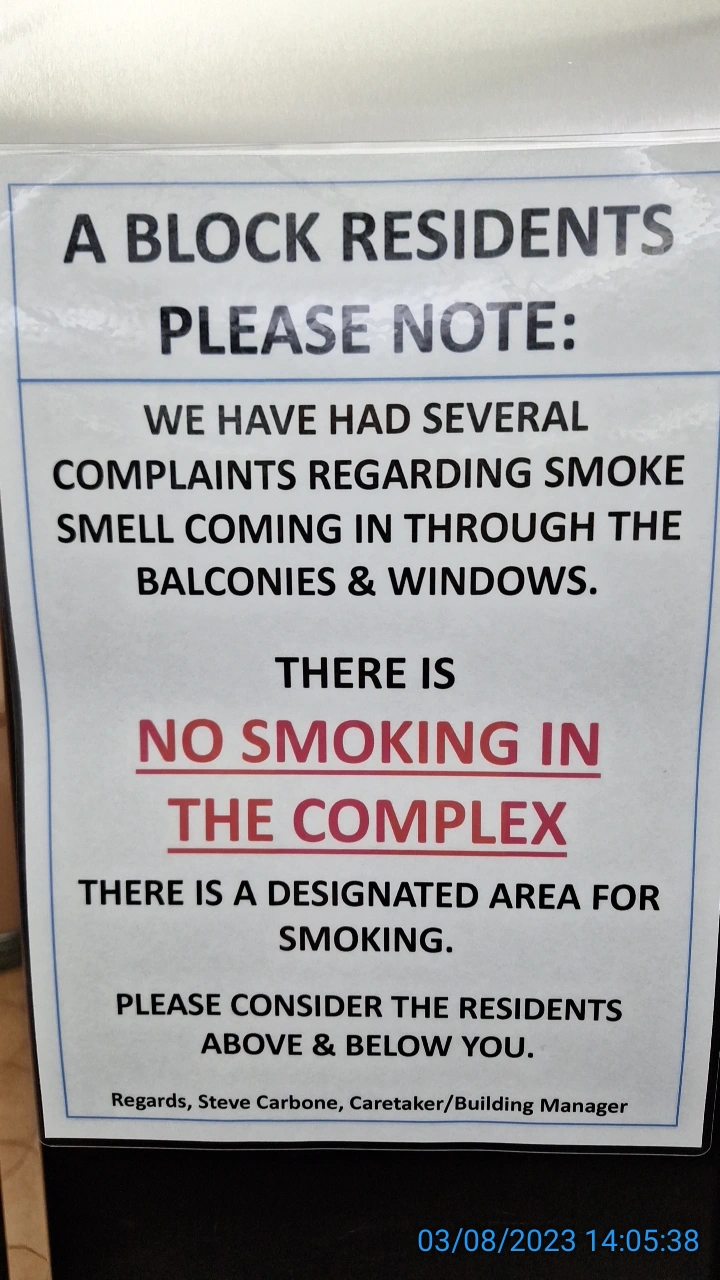 A BLOCK RESIDENTS
PLEASE NOTE:
WE HAVE HAD SEVERAL
COMPLAINTS REGARDING SMOKE
SMELL COMING IN THROUGH THE
BALCONIES & WINDOWS.
THERE IS
NO SMOKING IN
THE COMPLEX
THERE IS A DESIGNATED AREA FOR
SMOKING.
PLEASE CONSIDER THE RESIDENTS
ABOVE & BELOW YOU.
Regards, Steve Carbone, Caretaker/Building Manager
03/08/2023 14:05:38